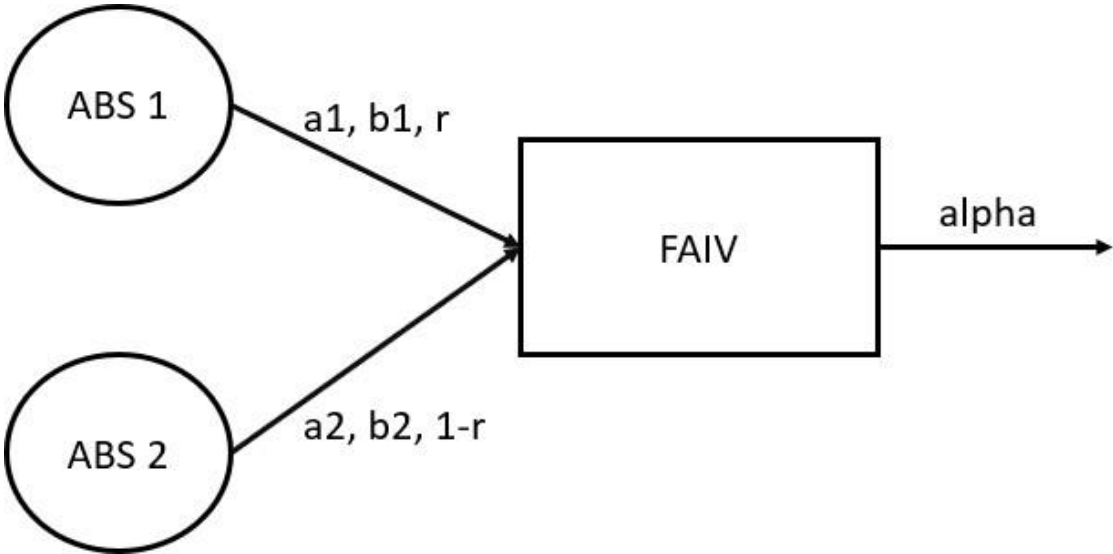 ABS 1
a1, b1, r
FAIV
alpha
ABS 2
a2, b2, 1-r